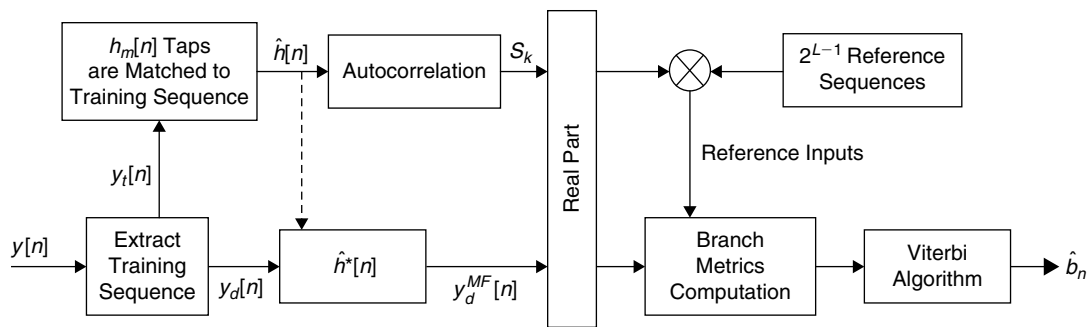 h_m[n] Taps
are Matched to
Training Sequence
ĥ[n]
Autocorrelation
S_k
Real Part
2^{L−1} Reference
Sequences
Reference Inputs
y_t[n]
y[n]
Extract
Training
Sequence
y_d[n]
ĥ*[n]
y_d^{MF}[n]
Branch
Metrics
Computation
Viterbi
Algorithm
b̂_n